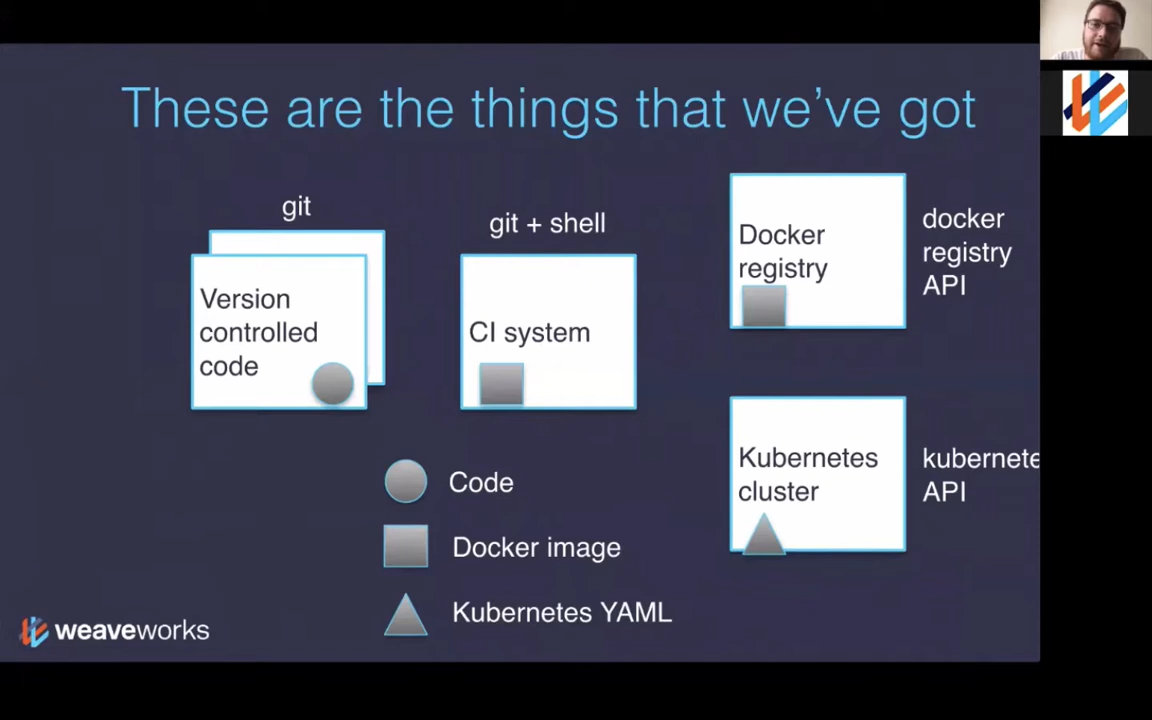 These are the things that we've got
git
Version
controlled
code
git + shell
CI system
Docker
registry
docker
registry
API
Kubernetes
cluster
kubernete
API
Code
Docker image
Kubernetes YAML
weaveworks